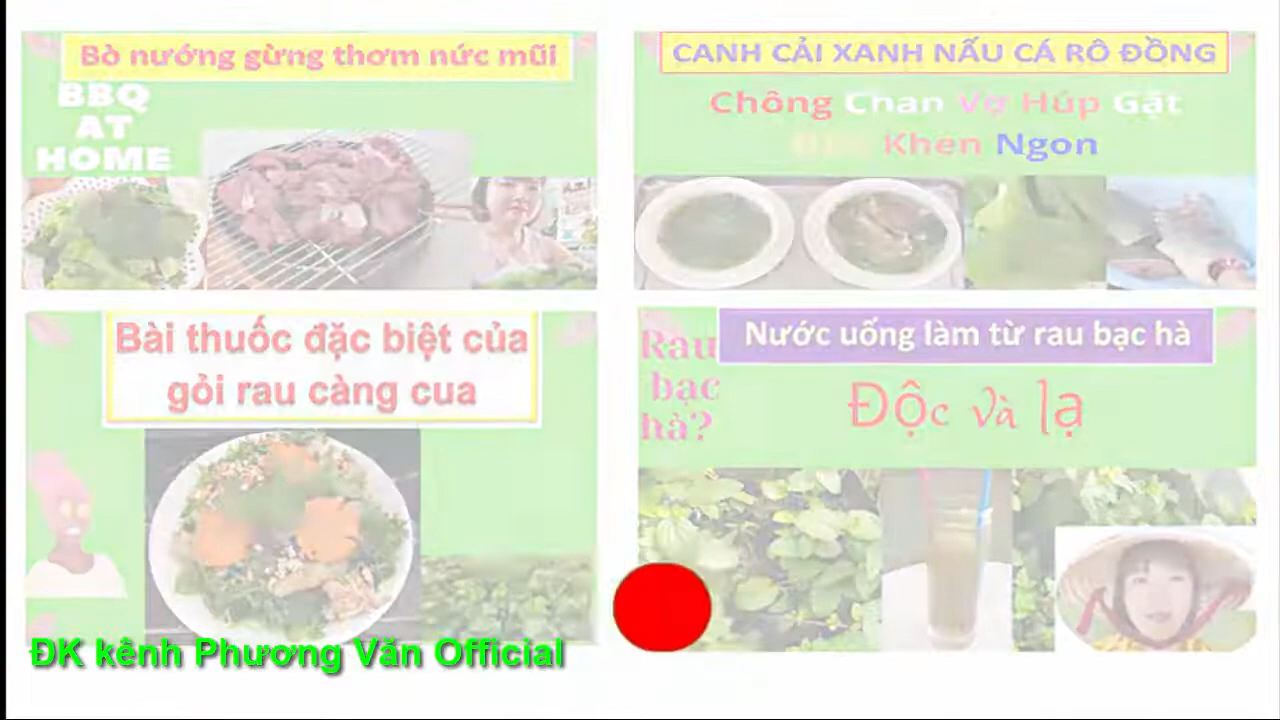 Bò nướng gừng thơm nức mũi
BBQ
AT
HOME
CANH CẢI XANH NẤU CÁ RÔ ĐỒNG
Chồng Chan Vợ Húp Gật
Khen Ngon
Bài thuốc đặc biệt của
gỏi rau càng cua
Rau
bạc
hà?
Nước uống làm từ rau bạc hà
Độc và lạ
ĐK kênh Phương Văn Official